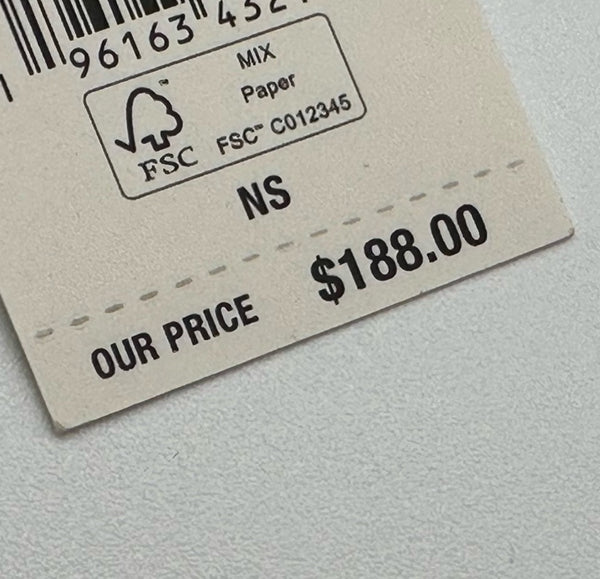 96163
MIX
Paper
FSC™ C012345
FSC
NS
OUR PRICE $188.00